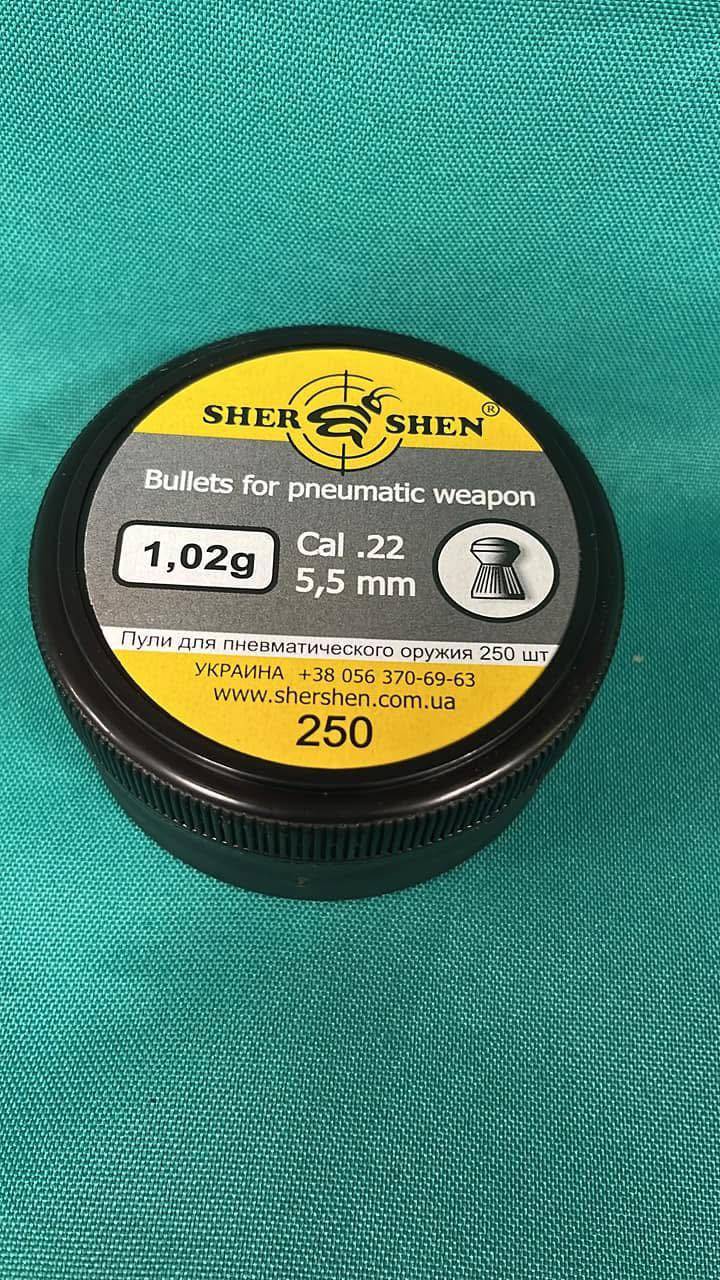 SHER SHEN ®
Bullets for pneumatic weapon
1,02g
Cal .22
5,5 mm
Пули для пневматического оружия 250 шт
УКРАИНА +38 056 370-69-63
www.shershen.com.ua
250